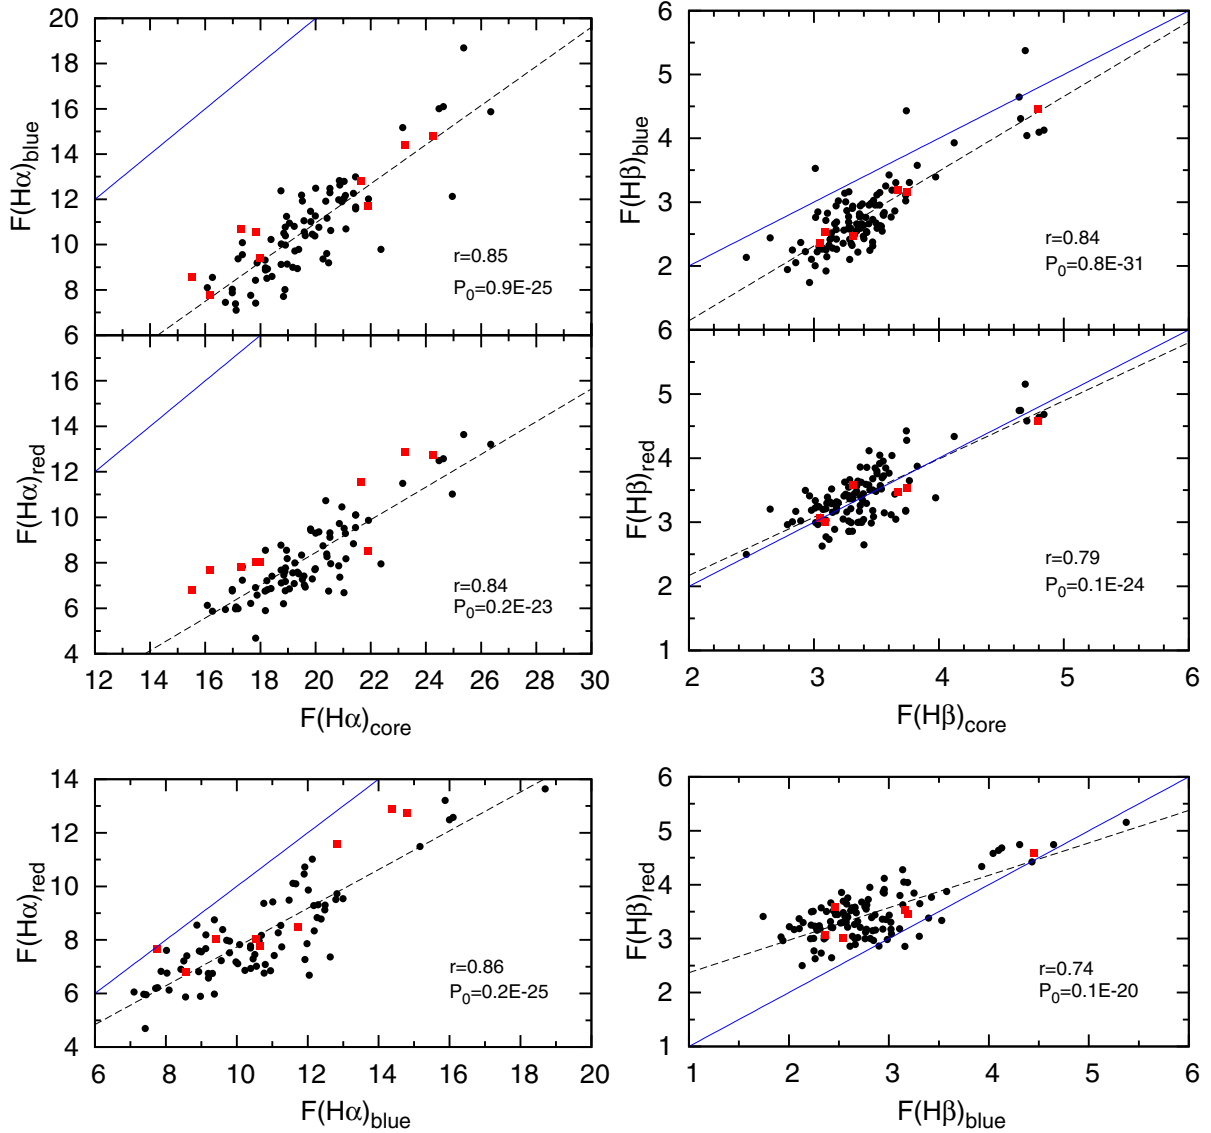 20
18
16
14
12
10
8
6
F(Hα)blue
r=0.85
P0=0.9E-25
16
14
12
10
8
6
4
F(Hα)red
r=0.84
P0=0.2E-23
12 14 16 18 20 22 24 26 28 30
F(Hα)core
6
5
4
3
2
F(Hβ)blue
r=0.84
P0=0.8E-31
6
5
4
3
2
1
F(Hβ)red
r=0.79
P0=0.1E-24
2 3 4 5 6
F(Hβ)core
14
12
10
8
6
4
F(Hα)red
r=0.86
P0=0.2E-25
6 8 10 12 14 16 18 20
F(Hα)blue
6
5
4
3
2
1
F(Hβ)red
r=0.74
P0=0.1E-20
1 2 3 4 5 6
F(Hβ)blue